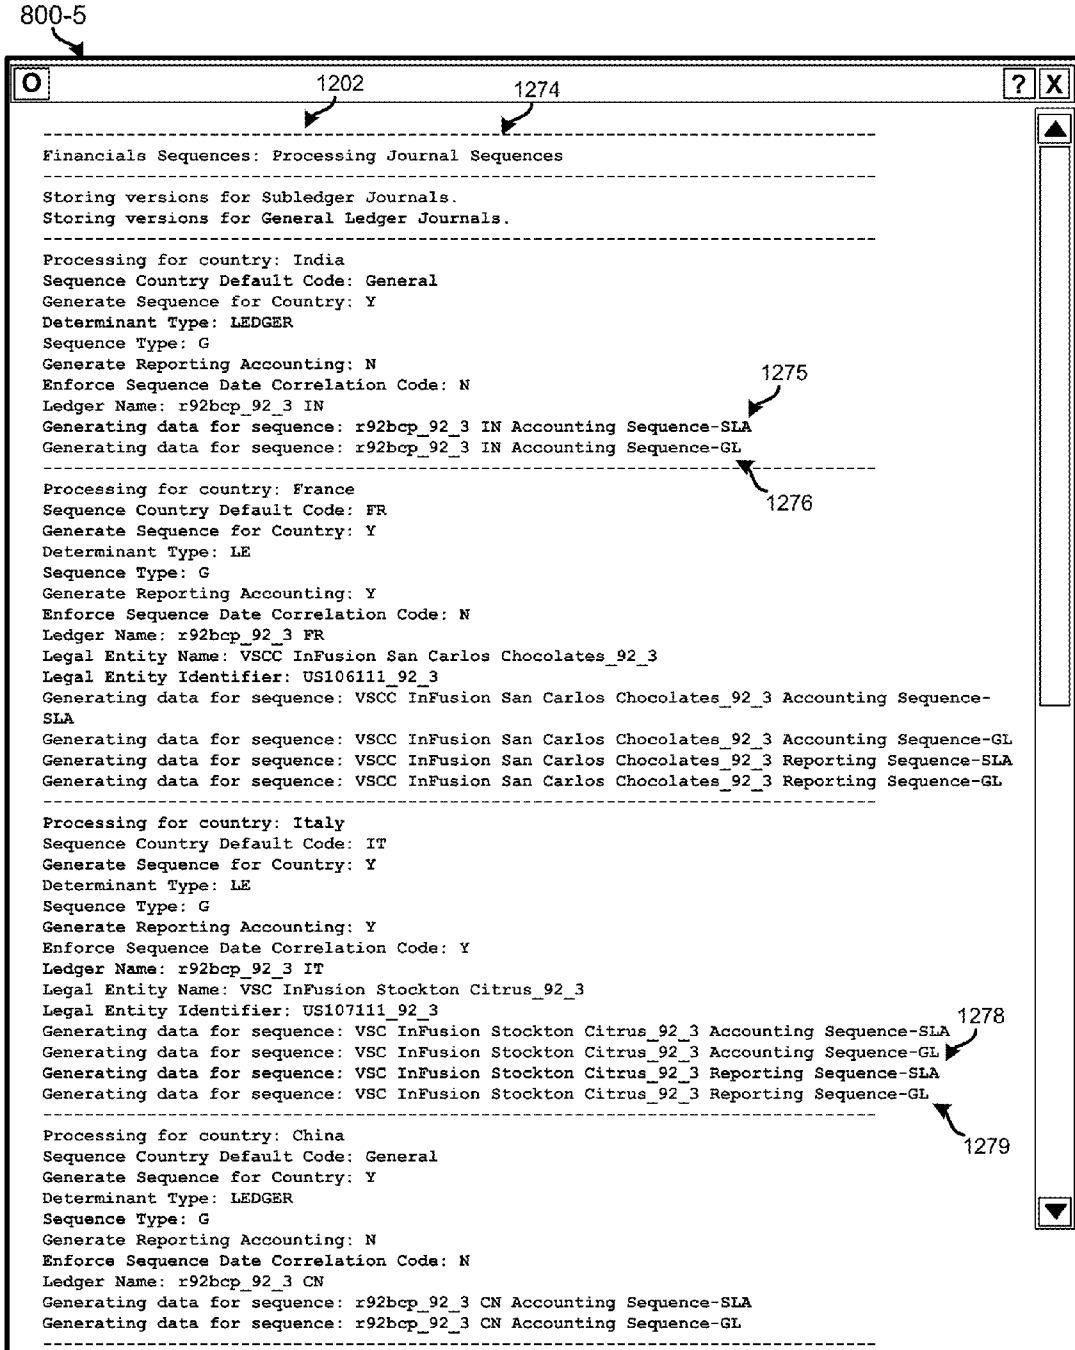 800-5
O
?
X
1202
1274
Financials Sequences: Processing Journal Sequences
Storing versions for Subledger Journals.
Storing versions for General Ledger Journals.
Processing for country: India
Sequence Country Default Code: General
Generate Sequence for Country: Y
Determinant Type: LEDGER
Sequence Type: G
Generate Reporting Accounting: N
Enforce Sequence Date Correlation Code: N
1275
Ledger Name: r92bcp_92_3 IN
Generating data for sequence: r92bcp_92_3 IN Accounting Sequence-SLA
Generating data for sequence: r92bcp_92_3 IN Accounting Sequence-GL
1276
Processing for country: France
Sequence Country Default Code: FR
Generate Sequence for Country: Y
Determinant Type: LE
Sequence Type: G
Generate Reporting Accounting: Y
Enforce Sequence Date Correlation Code: N
Ledger Name: r92bcp_92_3 FR
Legal Entity Name: VSCC InFusion San Carlos Chocolates_92_3
Legal Entity Identifier: US106111_92_3
Generating data for sequence: VSCC InFusion San Carlos Chocolates_92_3 Accounting Sequence-
SLA
Generating data for sequence: VSCC InFusion San Carlos Chocolates_92_3 Accounting Sequence-GL
Generating data for sequence: VSCC InFusion San Carlos Chocolates_92_3 Reporting Sequence-SLA
Generating data for sequence: VSCC InFusion San Carlos Chocolates_92_3 Reporting Sequence-GL
Processing for country: Italy
Sequence Country Default Code: IT
Generate Sequence for Country: Y
Determinant Type: LE
Sequence Type: G
Generate Reporting Accounting: Y
Enforce Sequence Date Correlation Code: Y
Ledger Name: r92bcp_92_3 IT
Legal Entity Name: VSC InFusion Stockton Citrus_92_3
Legal Entity Identifier: US107111_92_3
1278
Generating data for sequence: VSC InFusion Stockton Citrus_92_3 Accounting Sequence-SLA
Generating data for sequence: VSC InFusion Stockton Citrus_92_3 Accounting Sequence-GL
Generating data for sequence: VSC InFusion Stockton Citrus_92_3 Reporting Sequence-SLA
Generating data for sequence: VSC InFusion Stockton Citrus_92_3 Reporting Sequence-GL
1279
Processing for country: China
Sequence Country Default Code: General
Generate Sequence for Country: Y
Determinant Type: LEDGER
Sequence Type: G
Generate Reporting Accounting: N
Enforce Sequence Date Correlation Code: N
Ledger Name: r92bcp_92_3 CN
Generating data for sequence: r92bcp_92_3 CN Accounting Sequence-SLA
Generating data for sequence: r92bcp_92_3 CN Accounting Sequence-GL